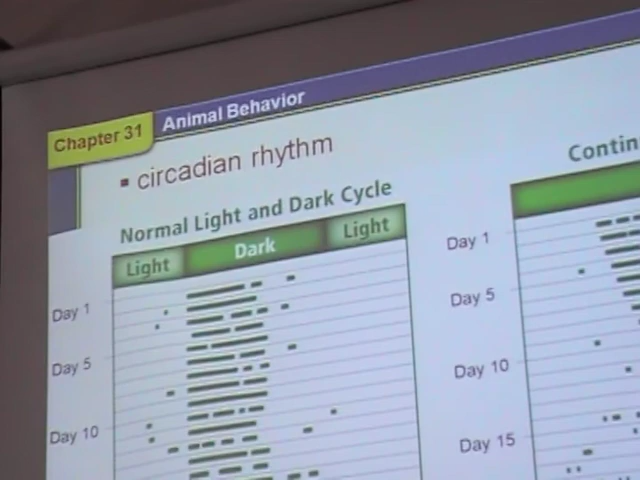 Chapter 31
Animal Behavior
circadian rhythm
Normal Light and Dark Cycle
Light Dark Light
Day 1
Day 5
Day 10
Contin
Day 1
Day 5
Day 10
Day 15